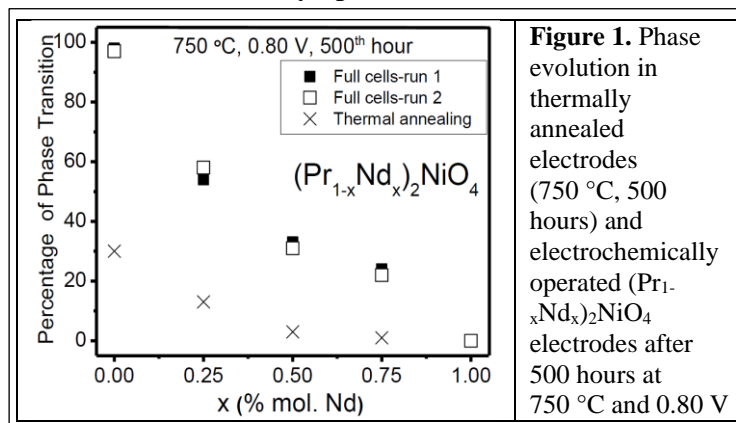 750 ºC, 0.80 V, 500th hour
Full cells-run 1
Full cells-run 2
Thermal annealing
(Pr1-xNdx)2NiO4
Percentage of Phase Transition
100
80
60
40
20
0
0.00 0.25 0.50 0.75 1.00
x (% mol. Nd)
Figure 1. Phase
evolution in
thermally
annealed
electrodes
(750 °C, 500
hours) and
electrochemically
operated (Pr1-
xNdx)2NiO4
electrodes after
500 hours at
750 °C and 0.80 V